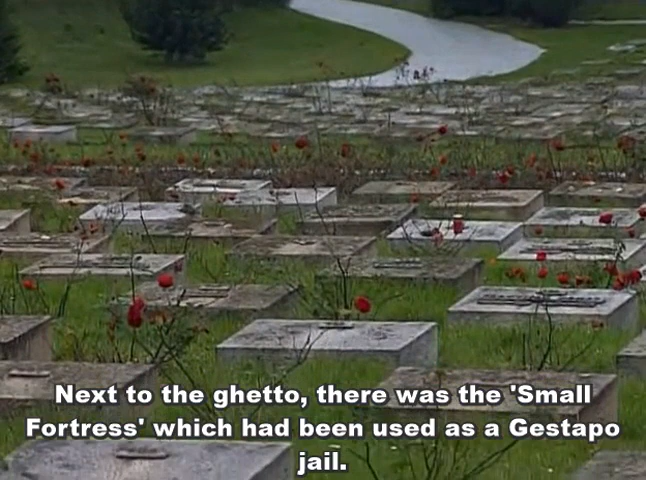 Next to the ghetto, there was the 'Small
Fortress' which had been used as a Gestapo
jail.